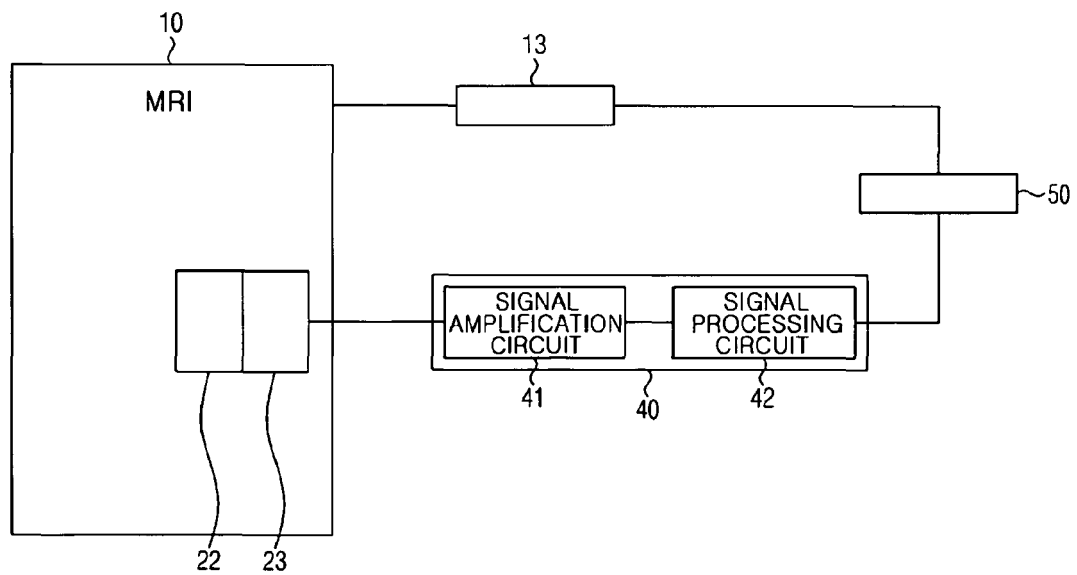 10
13
MRI
50
SIGNAL
AMPLIFICATION
CIRCUIT
SIGNAL
PROCESSING
CIRCUIT
41
40
42
22
23